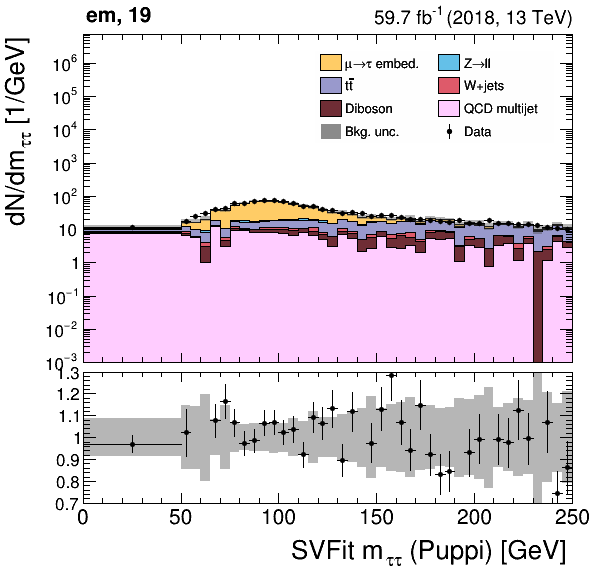 em, 19 59.7 fb⁻¹ (2018, 13 TeV)
dN/dm_ττ [1/GeV]
μ→τ embed. Z→ll
tt̄ W+jets
Diboson QCD multijet
Bkg. unc. Data
10⁶
10⁵
10⁴
10³
10²
10
1
10⁻¹
10⁻²
10⁻³
1.3
1.2
1.1
1
0.9
0.8
0.7
0 50 100 150 200 250
SVFit m_ττ (Puppi) [GeV]